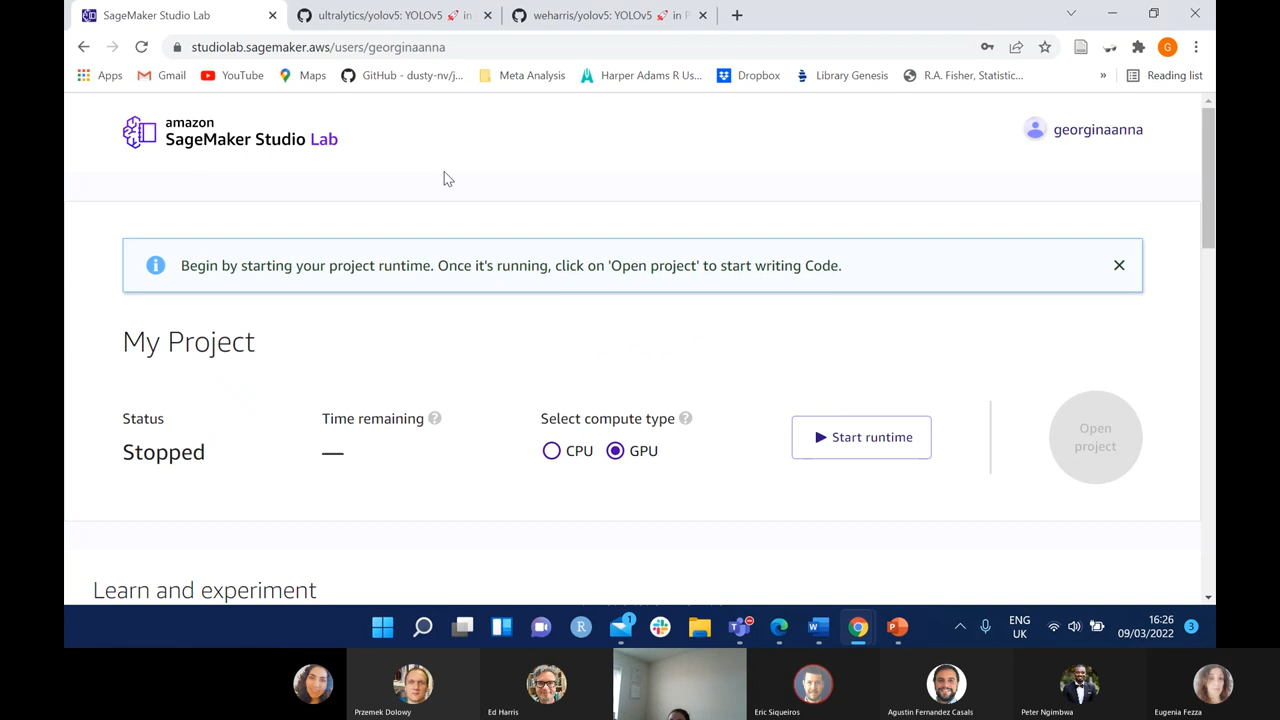 SageMaker Studio Lab
ultralytics/yolov5: YOLOv5 🚀 in
weharris/yolov5: YOLOv5 🚀 in P
studiolab.sagemaker.aws/users/georginaanna
G
Apps
Gmail
YouTube
Maps
GitHub - dusty-nv/j...
Meta Analysis
Harper Adams R Us...
Dropbox
Library Genesis
R.A. Fisher, Statistic...
»
Reading list
amazon
SageMaker Studio Lab
georginaanna
Begin by starting your project runtime. Once it's running, click on 'Open project' to start writing Code.
My Project
Status
Time remaining ?
Select compute type ?
Stopped
—
CPU
GPU
Start runtime
Open
project
Learn and experiment
R
1
W
P
ENG
UK
16:26
09/03/2022
3
Przemek Dolowy
Ed Harris
Eric Siqueiros
Agustin Fernandez Casals
Peter Ngimbwa
Eugenia Fezza